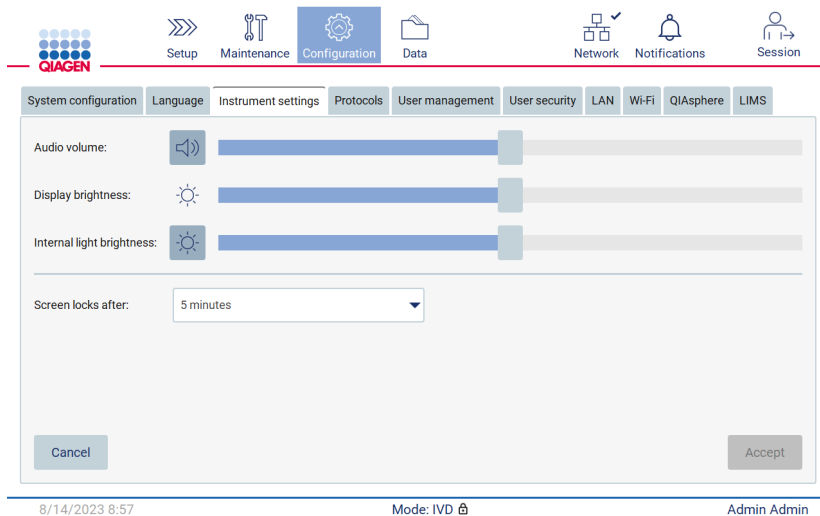 QIAGEN
Setup
Maintenance
Configuration
Data
Network
Notifications
Session
System configuration
Language
Instrument settings
Protocols
User management
User security
LAN
Wi-Fi
QIAsphere
LIMS
Audio volume:
Display brightness:
Internal light brightness:
Screen locks after:
5 minutes
Cancel
Accept
8/14/2023 8:57
Mode: IVD
Admin Admin